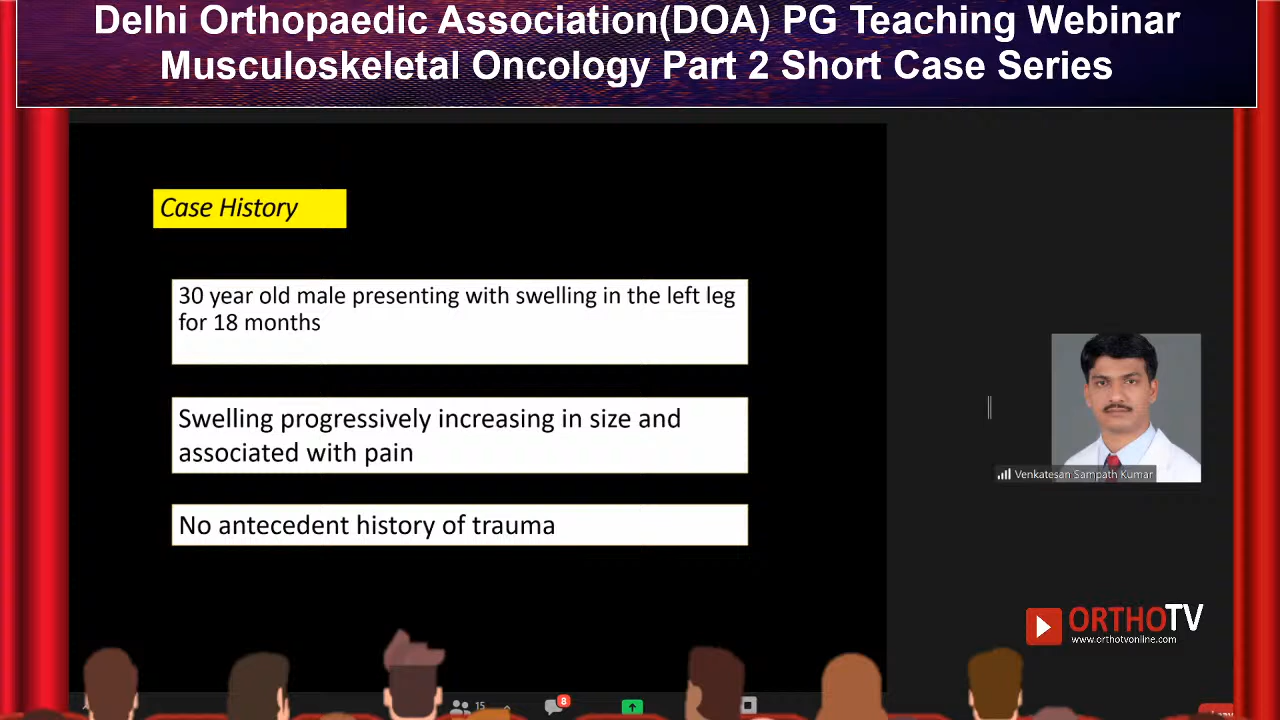 Delhi Orthopaedic Association(DOA) PG Teaching Webinar
Musculoskeletal Oncology Part 2 Short Case Series
Case History
30 year old male presenting with swelling in the left leg
for 18 months
Swelling progressively increasing in size and
associated with pain
No antecedent history of trauma
Venkatesan Sampath Kumar
ORTHOTV
www.orthotvonline.com
15
8